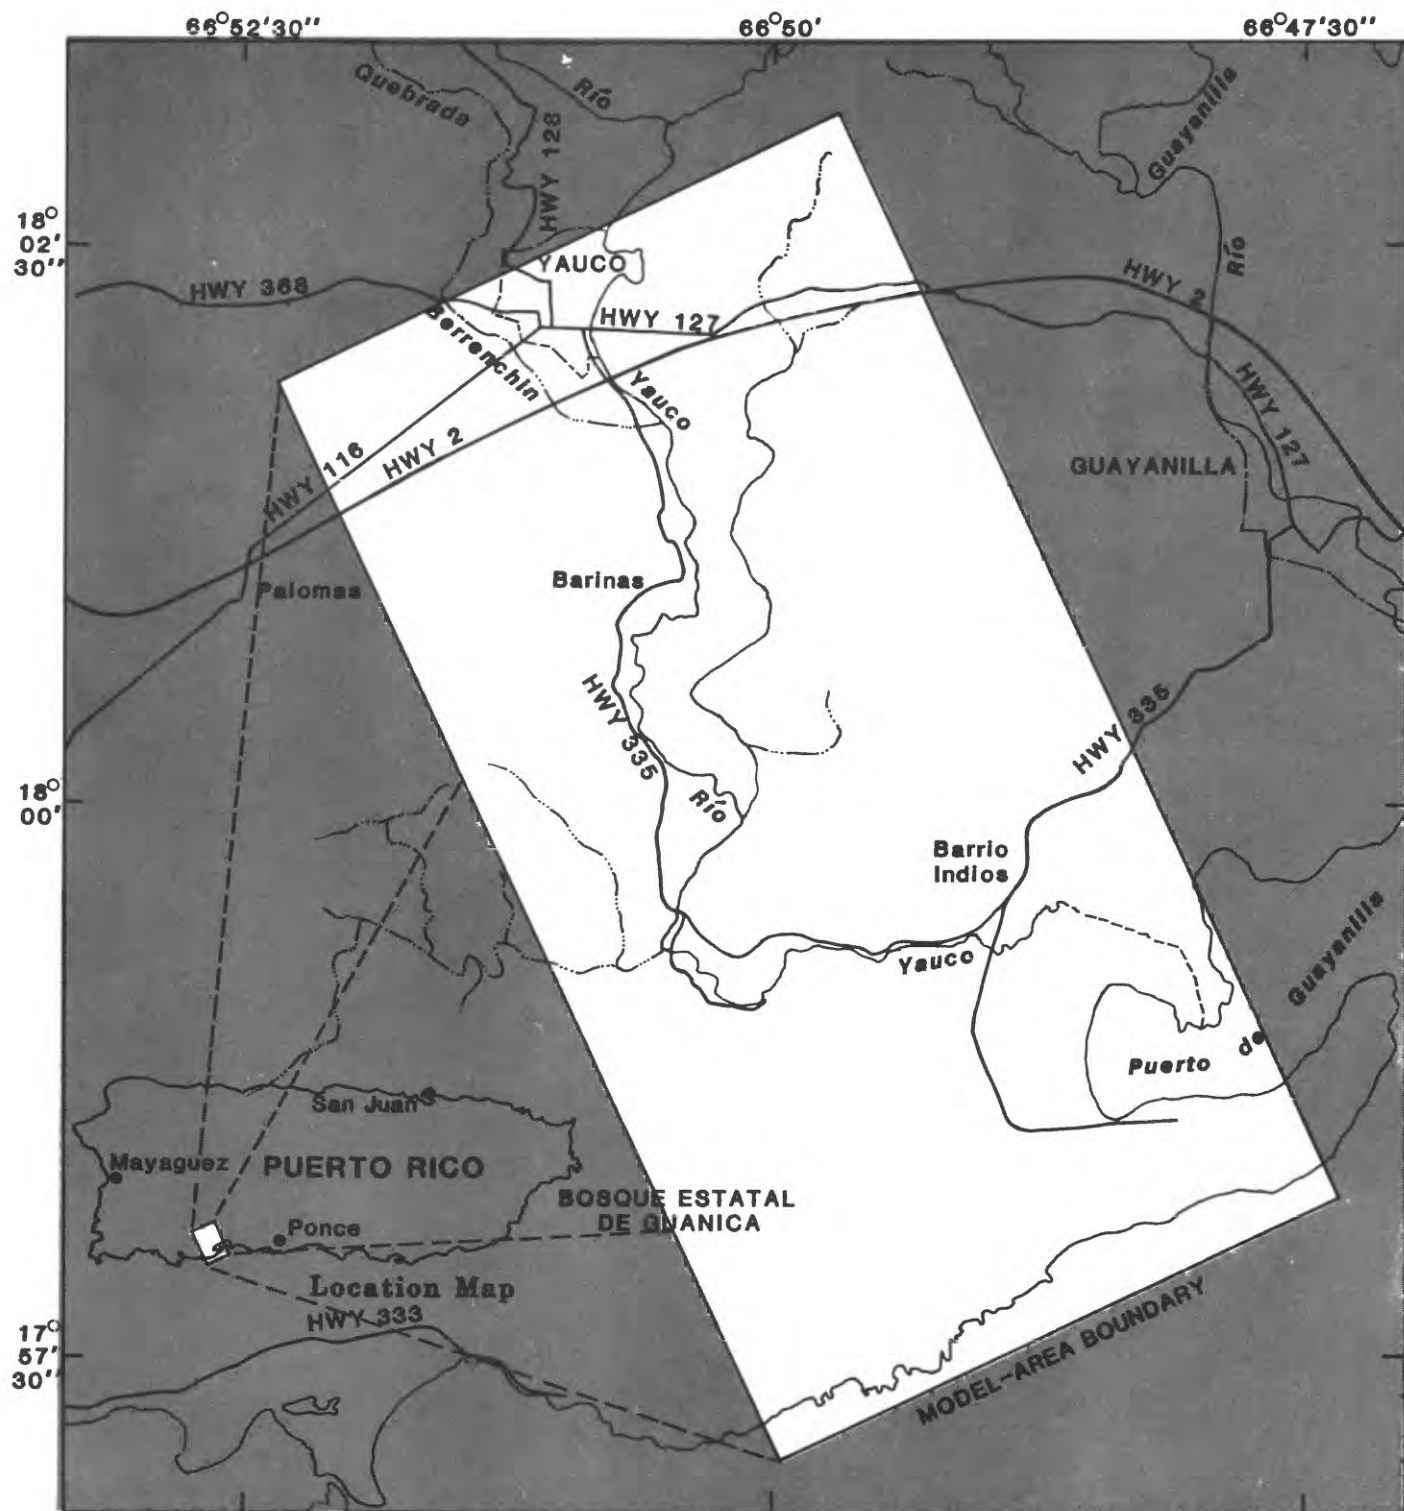 66°52'30"
66°50'
66°47'30"
Quebrada
Río
HWY 128
Guayanilla
18°
02'
30"
YAUCO
Río
HWY 368
HWY 2
HWY 127
Berrenchin
Yauco
HWY 127
HWY 116
HWY 2
GUAYANILLA
Palomas
Barinas
HWY 335
HWY 335
18°
00'
Río
Barrio
Indios
Yauco
Guayanilla
d
Puerto
San Juan
Mayaguez
PUERTO RICO
BOSQUE ESTATAL
DE GUANICA
Ponce
Location Map
HWY 333
17°
57'
30"
MODEL-AREA BOUNDARY